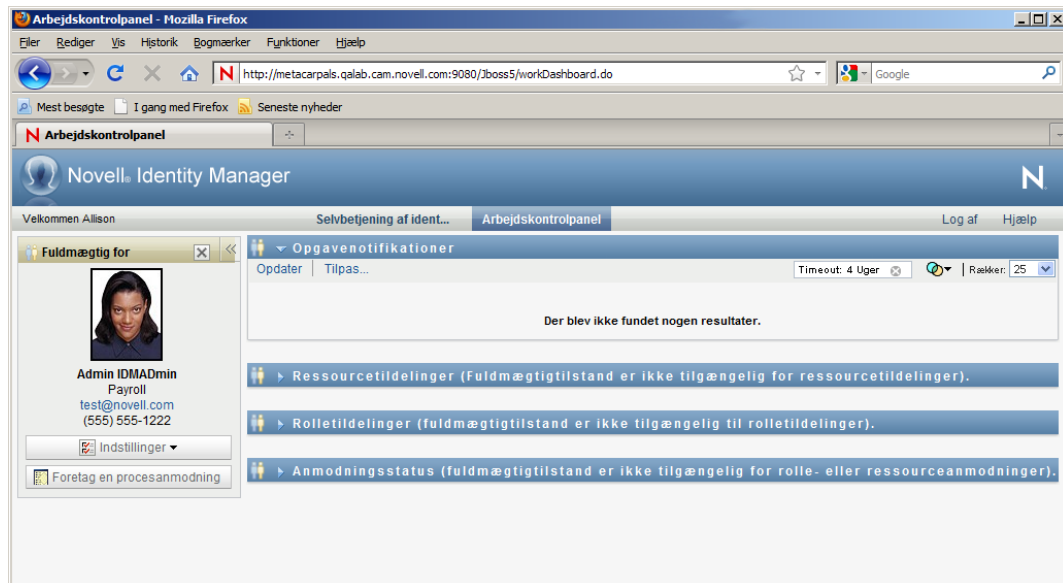 Arbejdskontrolpanel - Mozilla Firefox
Filer Rediger Vis Historik Bogmærker Funktioner Hjælp
N http://metacarpals.qalab.cam.novell.com:9080/Jboss5/workDashboard.do Google
Mest besøgte I gang med Firefox Seneste nyheder
N Arbejdskontrolpanel
Novell® Identity Manager N
Velkommen Allison Selvbetjening af ident... Arbejdskontrolpanel Log af Hjælp
Fuldmægtig for
Admin IDMADmin
Payroll
test@novell.com
(555) 555-1222
Indstillinger
Foretag en procesanmodning
Opgavenotifikationer
Opdater Tilpas... Timeout: 4 Uger Rækker: 25
Der blev ikke fundet nogen resultater.
Ressourcetildelinger (Fuldmægtigtilstand er ikke tilgængelig for ressourcetildelinger).
Rolletildelinger (fuldmægtigtilstand er ikke tilgængelig til rolletildelinger).
Anmodningsstatus (fuldmægtigtilstand er ikke tilgængelig for rolle- eller ressourceanmodninger).